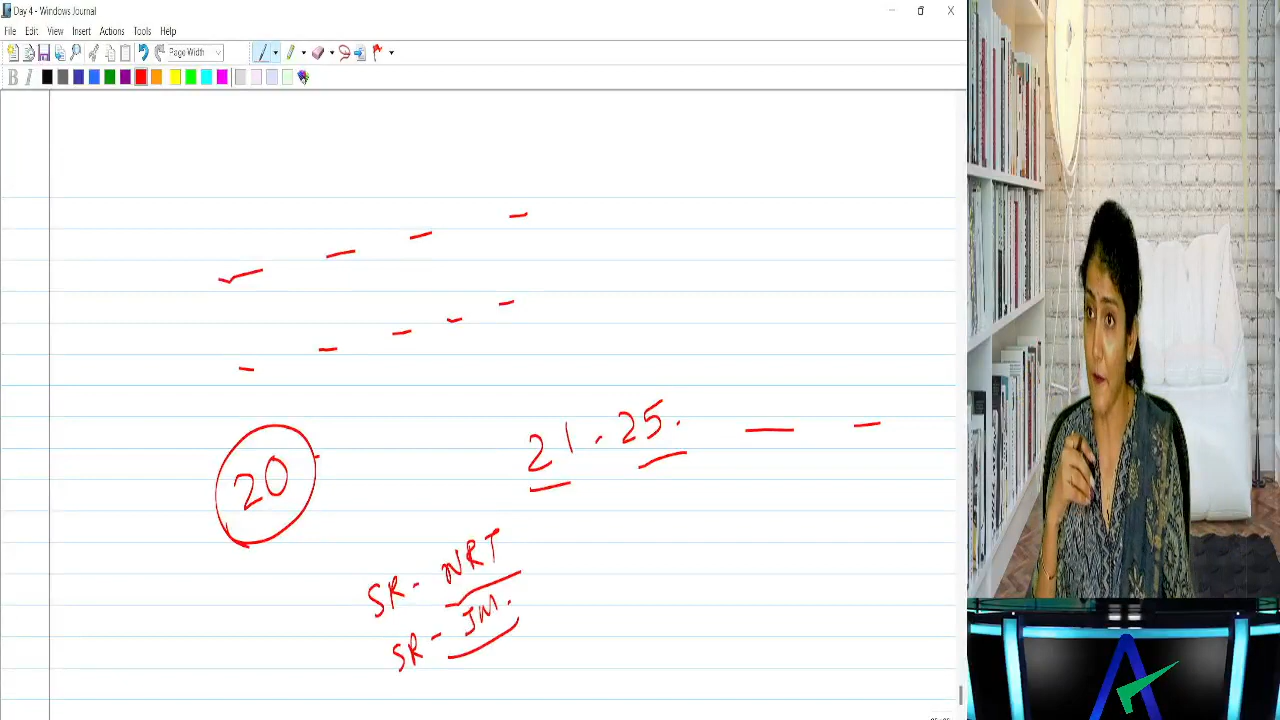 Day 4 - Windows Journal
File Edit View Insert Actions Tools Help
Page Width
B I
21. 25.
20
SR- NRT
SR- JM.